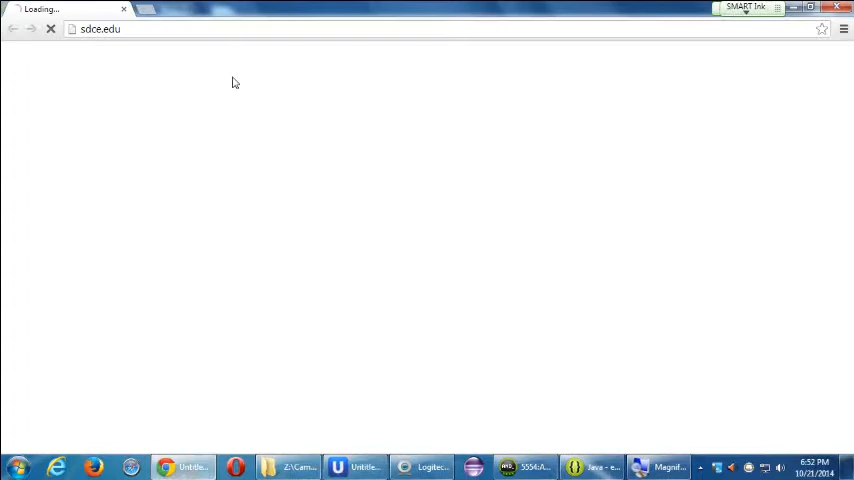 Loading...
SMART Ink
sdce.edu
Untitle...
Z:\Cam...
Untitle...
Logitec...
5554:A...
Java - e...
Magnif...
6:52 PM
10/21/2014